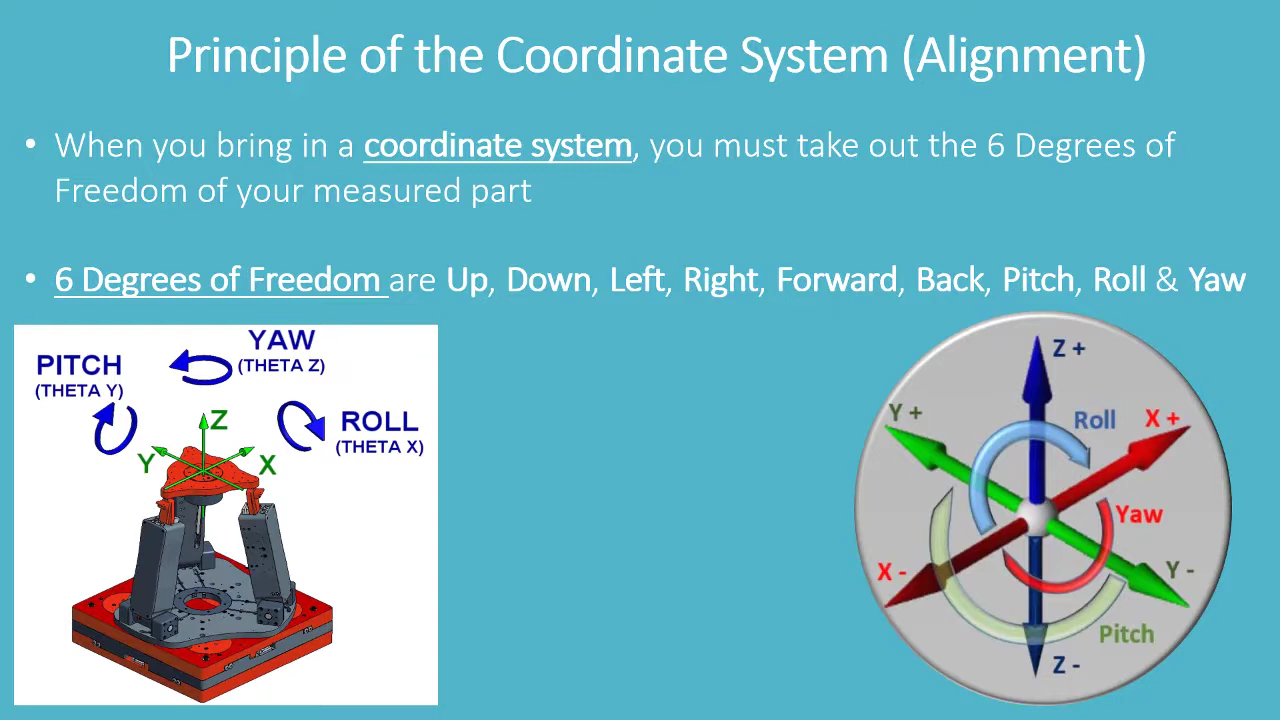 Principle of the Coordinate System (Alignment)
• When you bring in a coordinate system, you must take out the 6 Degrees of
Freedom of your measured part
• 6 Degrees of Freedom are Up, Down, Left, Right, Forward, Back, Pitch, Roll & Yaw
YAW
(THETA Z)
PITCH
(THETA Y)
ROLL
(THETA X)
Z
Y
X
Z +
Y +
Roll
X +
Yaw
X -
Y -
Pitch
Z -